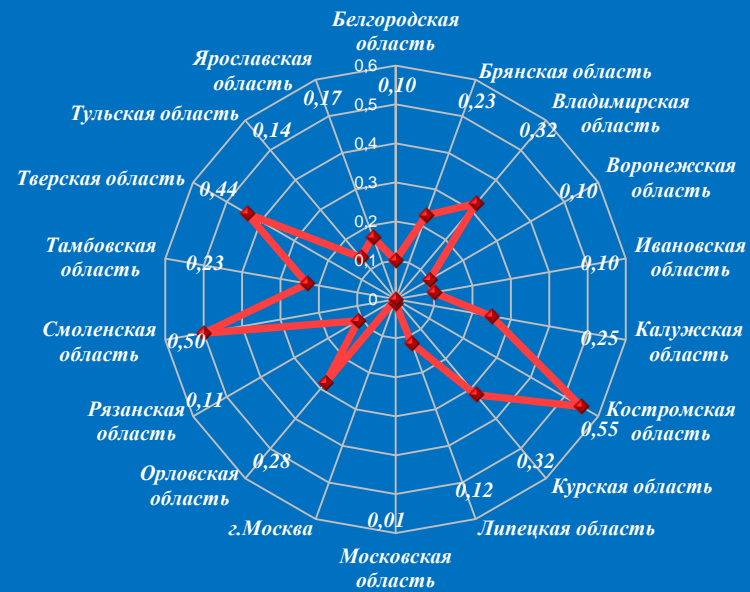 Белгородская
область
0,10
Брянская область
0,23
Владимирская
область
0,32
Воронежская
область
0,10
Ивановская
область
0,10
Калужская
область
0,25
Костромская
область
0,55
Курская область
0,32
Липецкая область
0,12
Московская
область
0,01
г.Москва
Орловская
область
0,28
Рязанская
область
0,11
Смоленская
область
0,50
Тамбовская
область
0,23
Тверская область
0,44
Тульская область
0,14
Ярославская
область
0,17
0,6
0,5
0,4
0,3
0,2
0,1
0